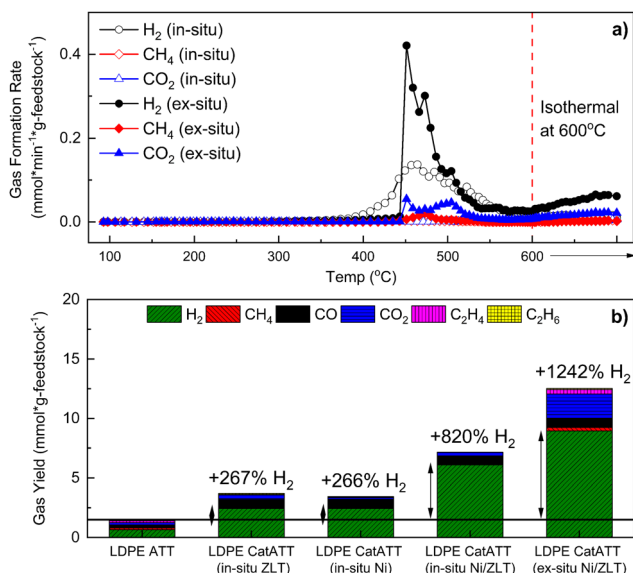 a)
H₂ (in-situ)
CH₄ (in-situ)
CO₂ (in-situ)
H₂ (ex-situ)
CH₄ (ex-situ)
CO₂ (ex-situ)
Isothermal
at 600°C
Gas Formation Rate
(mmol*min⁻¹*g-feedstock⁻¹)
0.4
0.2
0.0
100 200 300 400 500 600
Temp (°C)
b)
H₂ CH₄ CO CO₂ C₂H₄ C₂H₆
+1242% H₂
+820% H₂
+267% H₂ +266% H₂
Gas Yield (mmol*g-feedstock⁻¹)
20
15
10
5
0
LDPE ATT
LDPE CatATT
(in-situ ZLT)
LDPE CatATT
(in-situ Ni)
LDPE CatATT
(in-situ Ni/ZLT)
LDPE CatATT
(ex-situ Ni/ZLT)